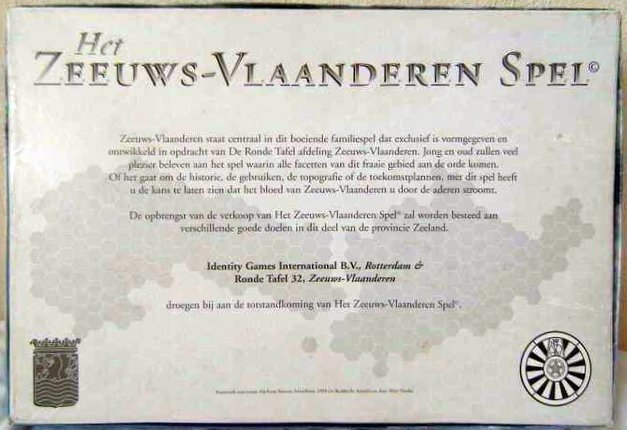 Het
Zeeuws-Vlaanderen Spel©
Zeeuws-Vlaanderen staat centraal in dit boeiende familiespel dat exclusief is vormgegeven en
ontwikkeld in opdracht van De Ronde Tafel afdeling Zeeuws-Vlaanderen. Jong en oud zullen veel
plezier beleven aan het spel waarin alle facetten van dit fraaie gebied aan de orde komen.
Of het gaat om de historie, de gebruiken, de topografie of de toekomstplannen, met dit spel heeft
u de kans te laten zien dat het bloed van Zeeuws-Vlaanderen u door de aderen stroomt.
De opbrengst van de verkoop van Het Zeeuws-Vlaanderen Spel© zal worden besteed aan
verschillende goede doelen in dit deel van de provincie Zeeland.
Identity Games International B.V., Rotterdam &
Ronde Tafel 32, Zeeuws-Vlaanderen
droegen bij aan de totstandkoming van Het Zeeuws-Vlaanderen Spel©.